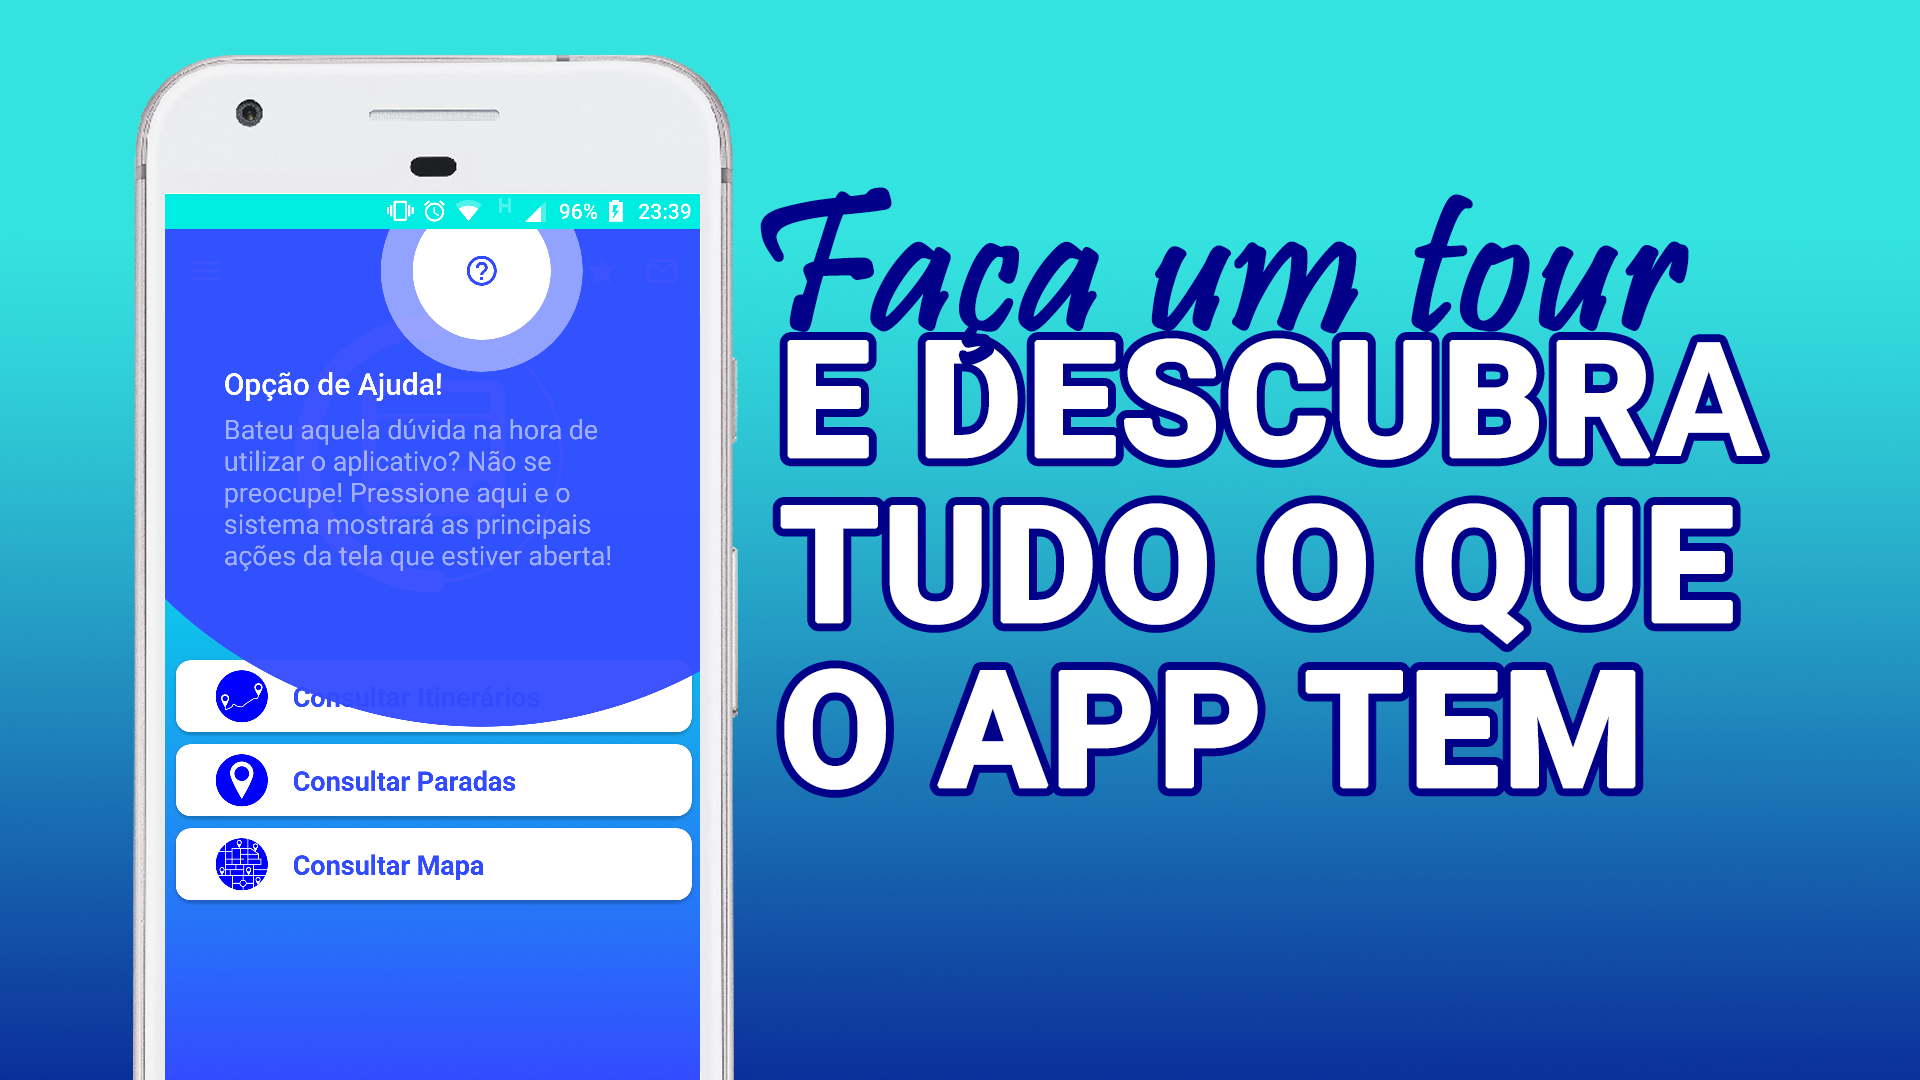 H 96% 23:39
Opção de Ajuda!
Bateu aquela dúvida na hora de
utilizar o aplicativo? Não se
preocupe! Pressione aqui e o
sistema mostrará as principais
ações da tela que estiver aberta!
Consultar Itinerários
Consultar Paradas
Consultar Mapa
Faça um tour
E DESCUBRA
TUDO O QUE
O APP TEM